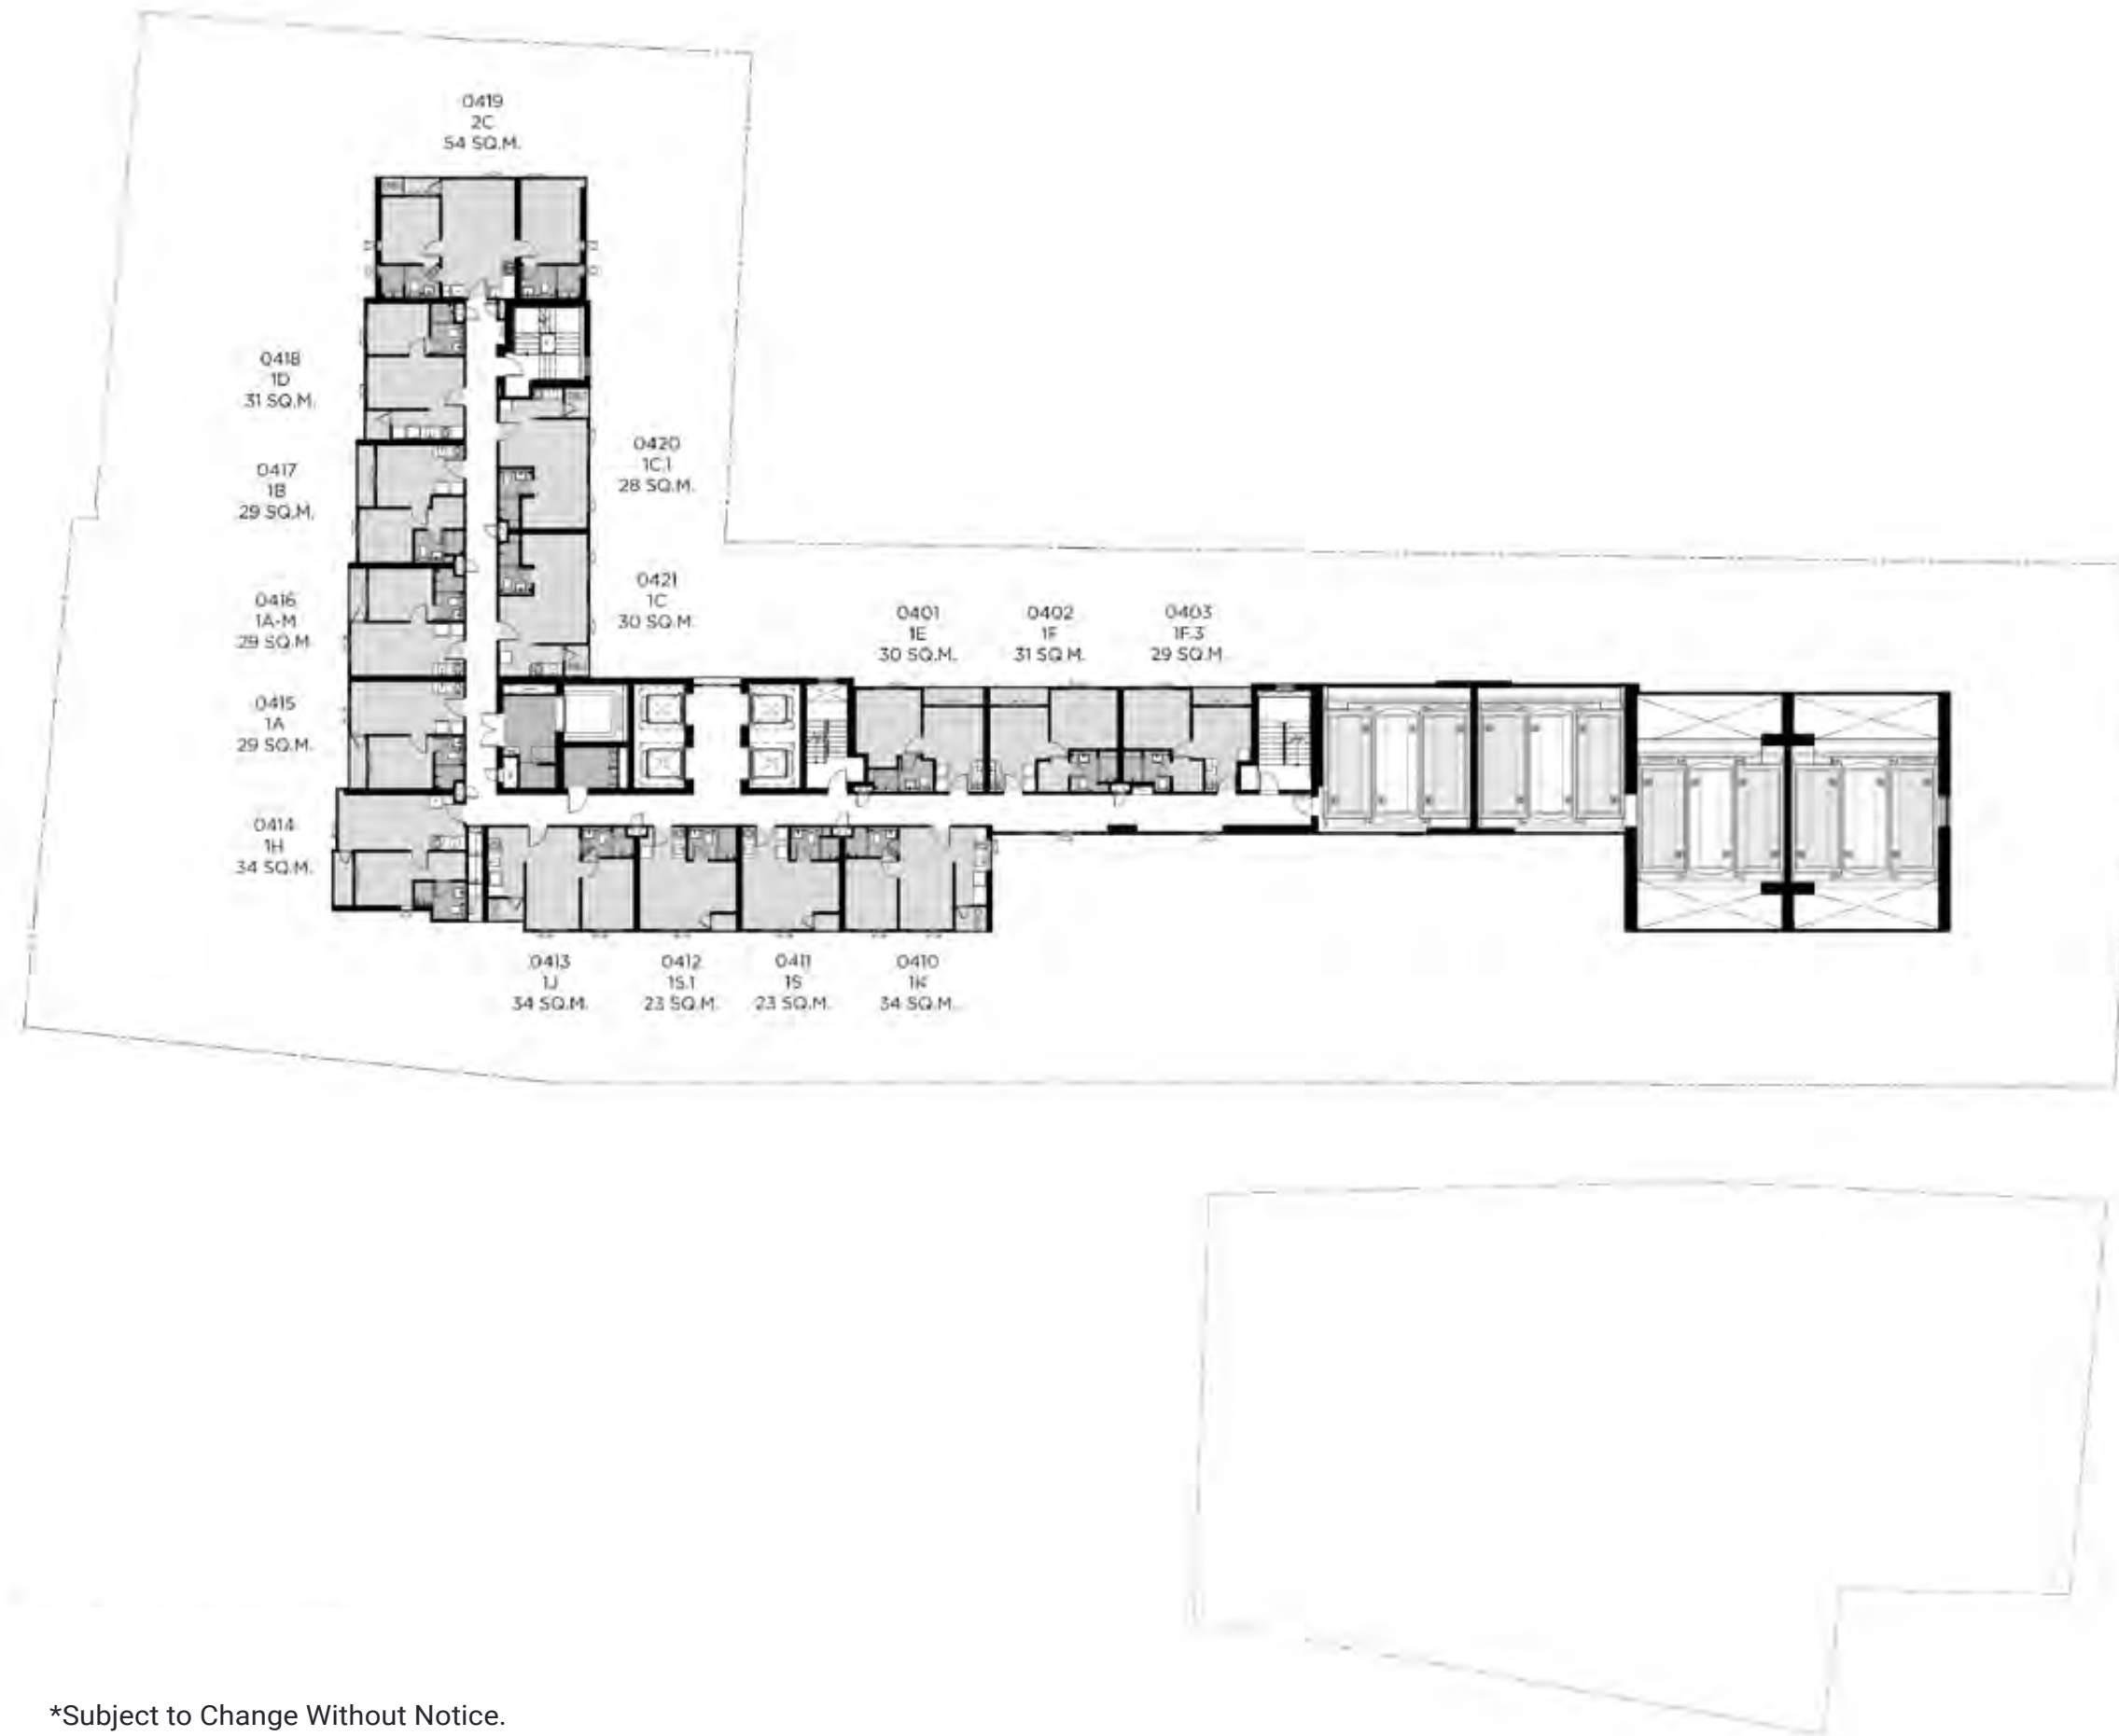 0419
2C
54 SQ.M.
0418
1D
31 SQ.M.
0420
1C.1
28 SQ.M.
0417
1B
29 SQ.M.
0421
1C
30 SQ.M.
0416
1A-M
29 SQ.M.
0401
1E
30 SQ.M.
0402
1F
31 SQ.M.
0403
1F.3
29 SQ.M.
0415
1A
29 SQ.M.
0414
1H
34 SQ.M.
0413
1J
34 SQ.M.
0412
1S.1
23 SQ.M.
0411
1S
23 SQ.M.
0410
1K
34 SQ.M.
*Subject to Change Without Notice.